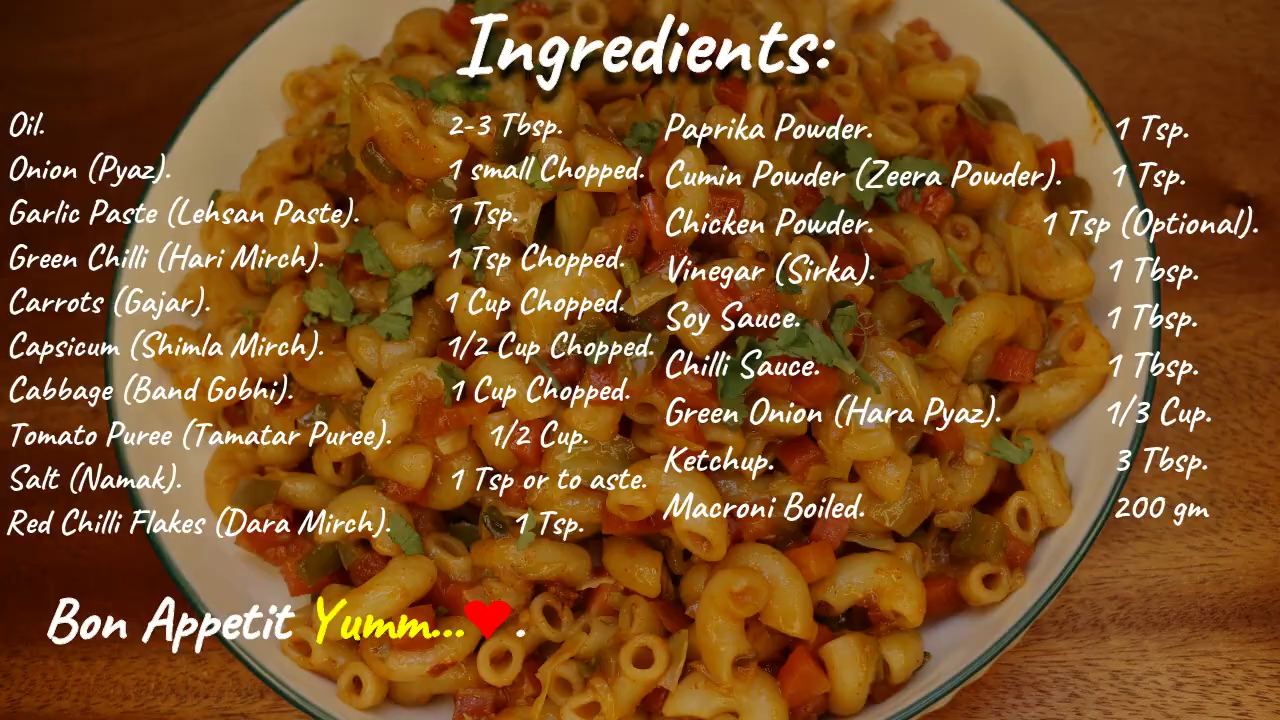 Ingredients:
Oil. 2-3 Tbsp.
Onion (Pyaz). 1 small Chopped.
Garlic Paste (Lehsan Paste). 1 Tsp.
Green Chilli (Hari Mirch). 1 Tsp Chopped.
Carrots (Gajar). 1 Cup Chopped.
Capsicum (Shimla Mirch). 1/2 Cup Chopped.
Cabbage (Band Gobhi). 1 Cup Chopped.
Tomato Puree (Tamatar Puree). 1/2 Cup.
Salt (Namak). 1 Tsp or to aste.
Red Chilli Flakes (Dara Mirch). 1 Tsp.
Paprika Powder. 1 Tsp.
Cumin Powder (Zeera Powder). 1 Tsp.
Chicken Powder. 1 Tsp (Optional).
Vinegar (Sirka). 1 Tbsp.
Soy Sauce. 1 Tbsp.
Chilli Sauce. 1 Tbsp.
Green Onion (Hara Pyaz). 1/3 Cup.
Ketchup. 3 Tbsp.
Macroni Boiled. 200 gm
Bon Appetit Yumm...❤.